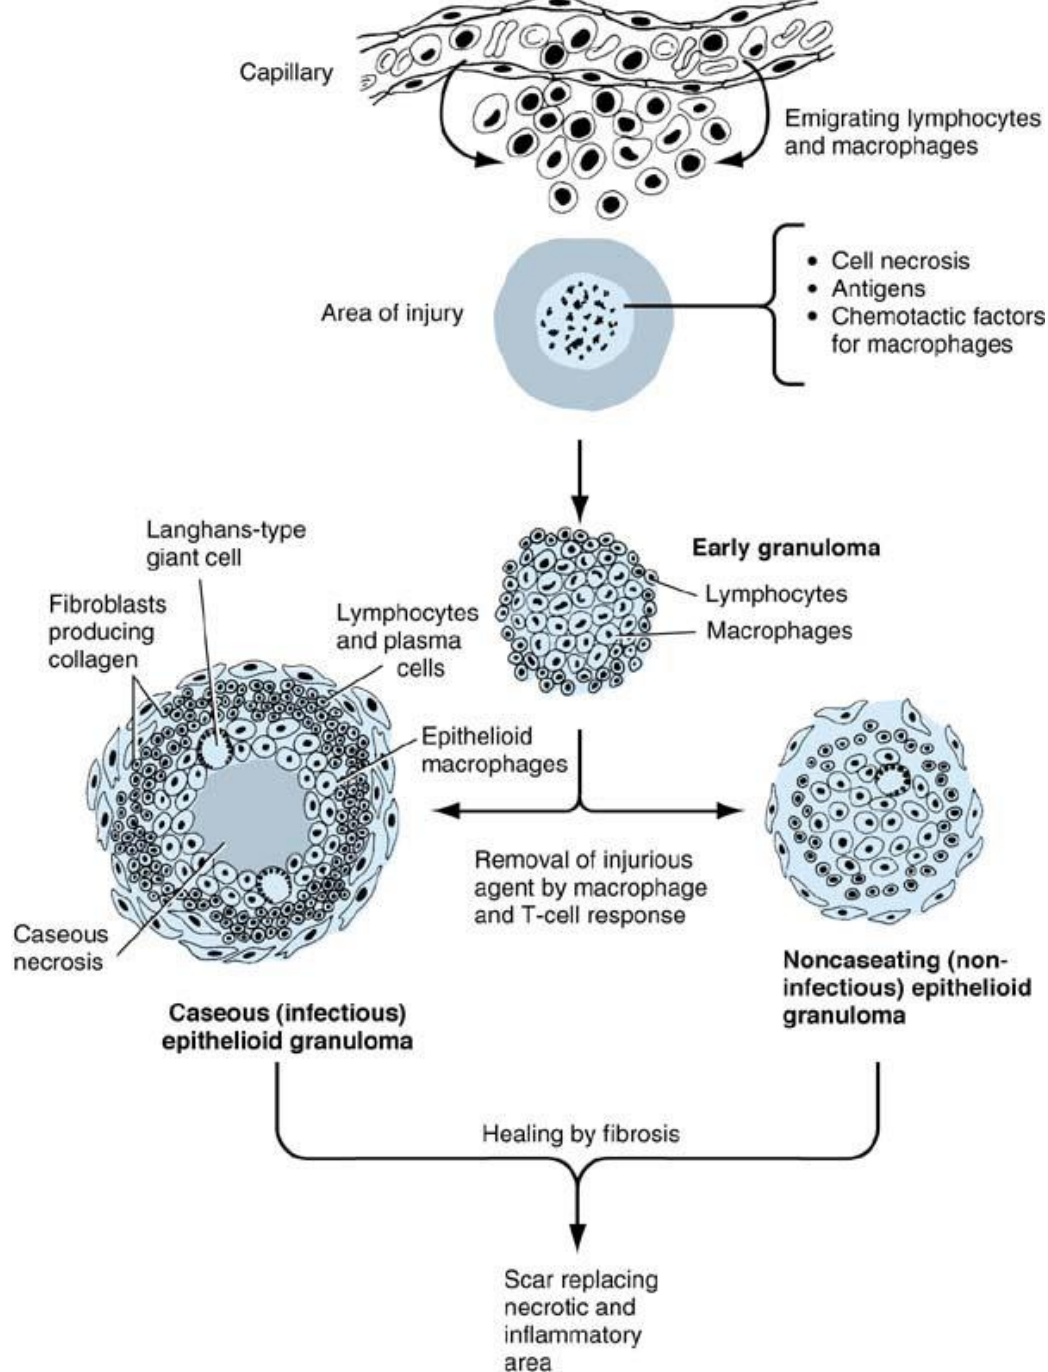 Capillary
Emigrating lymphocytes
and macrophages
Area of injury
• Cell necrosis
• Antigens
• Chemotactic factors
for macrophages
Langhans-type
giant cell
Early granuloma
Lymphocytes
Macrophages
Fibroblasts
producing
collagen
Lymphocytes
and plasma
cells
Epithelioid
macrophages
Removal of injurious
agent by macrophage
and T-cell response
Caseous
necrosis
Caseous (infectious)
epithelioid granuloma
Noncaseating (non-
infectious) epithelioid
granuloma
Healing by fibrosis
Scar replacing
necrotic and
inflammatory
area